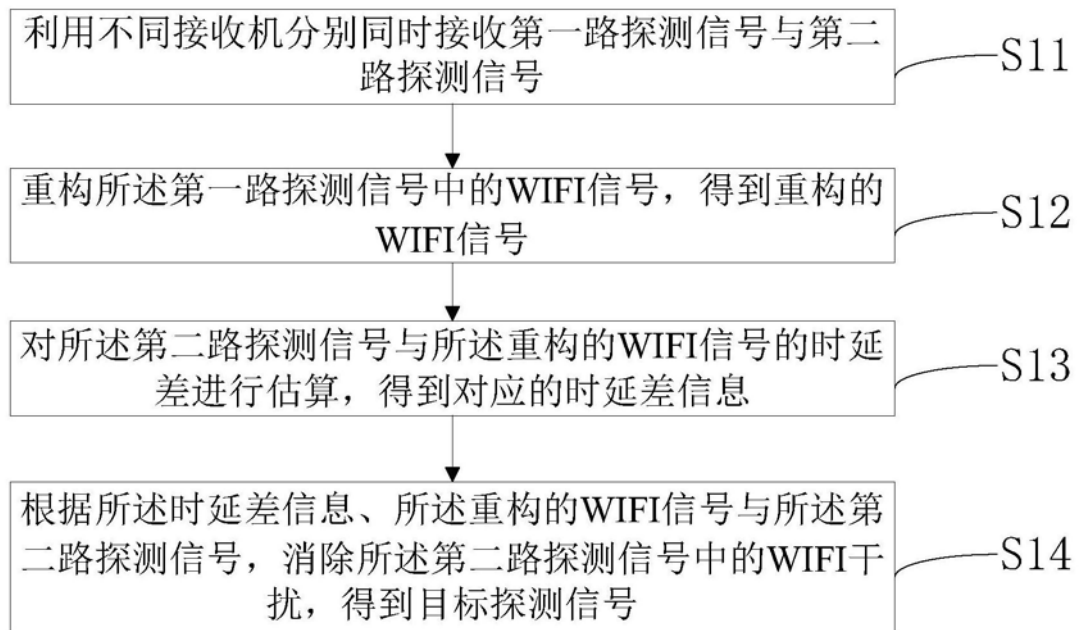 利用不同接收机分别同时接收第一路探测信号与第二
路探测信号
S11
重构所述第一路探测信号中的WIFI信号，得到重构的
WIFI信号
S12
对所述第二路探测信号与所述重构的WIFI信号的时延
差进行估算，得到对应的时延差信息
S13
根据所述时延差信息、所述重构的WIFI信号与所述第
二路探测信号，消除所述第二路探测信号中的WIFI干
扰，得到目标探测信号
S14